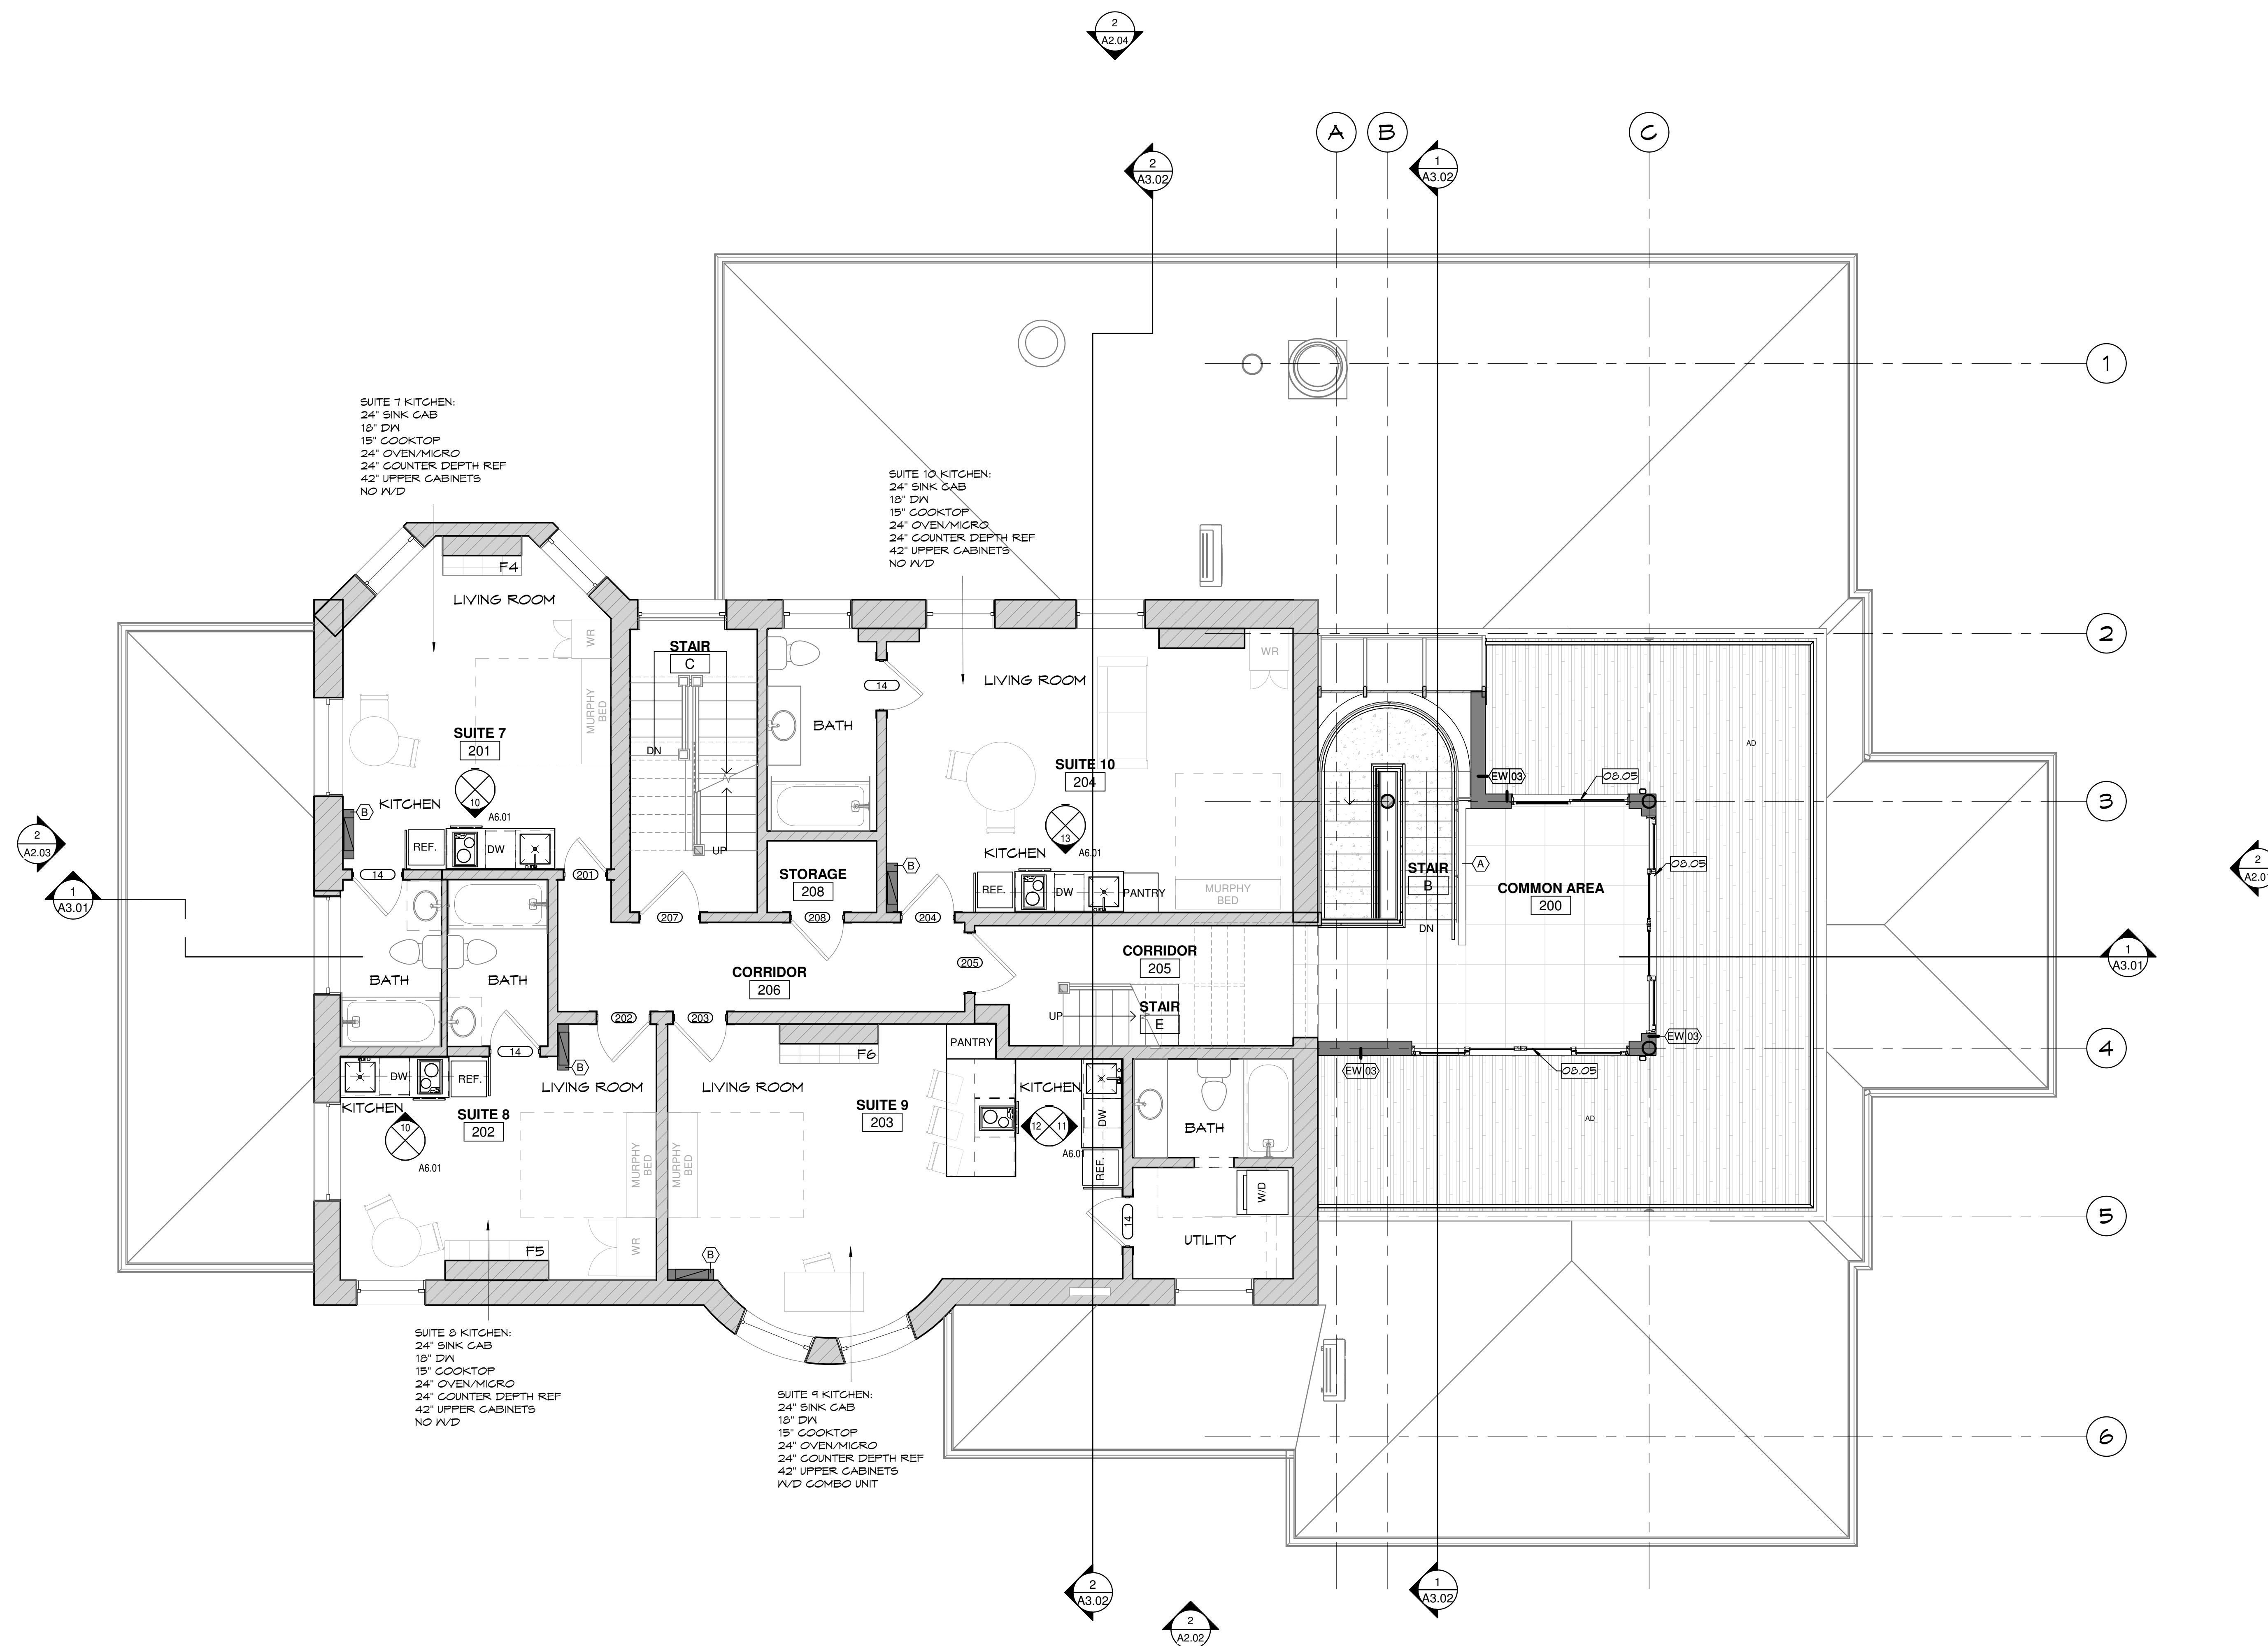 2
A2.04
A
B
C
2
A3.02
1
A3.02
1
SUITE 7 KITCHEN:
24" SINK CAB
18" DW
15" COOKTOP
24" OVEN/MICRO
24" COUNTER DEPTH REF
42" UPPER CABINETS
NO W/D
SUITE 10 KITCHEN:
24" SINK CAB
18" DW
15" COOKTOP
24" OVEN/MICRO
24" COUNTER DEPTH REF
42" UPPER CABINETS
NO W/D
F4
LIVING ROOM
WR
MURPHY
BED
SUITE 7
201
10
A6.01
KITCHEN
B
REF.
DW
14
201
STAIR
C
DN
UP
207
BATH
14
STORAGE
208
208
B
204
LIVING ROOM
WR
SUITE 10
204
13
A6.01
KITCHEN
REF.
DW
PANTRY
MURPHY
BED
2
AD
EW 03
08.05
3
2
A2.03
1
A3.01
STAIR
B
DN
A
COMMON AREA
200
08.05
2
A2.01
BATH
BATH
CORRIDOR
206
205
CORRIDOR
205
STAIR
E
UP
1
A3.01
202
203
14
B
EW 03
EW 03
08.05
4
DW
REF.
KITCHEN
10
A6.01
SUITE 8
202
LIVING ROOM
MURPHY
BED
WR
F5
F6
LIVING ROOM
MURPHY
BED
SUITE 9
203
PANTRY
KITCHEN
12
11
A6.01
DW
REF.
BATH
W/D
14
UTILITY
B
AD
5
SUITE 8 KITCHEN:
24" SINK CAB
18" DW
15" COOKTOP
24" OVEN/MICRO
24" COUNTER DEPTH REF
42" UPPER CABINETS
NO W/D
SUITE 9 KITCHEN:
24" SINK CAB
18" DW
15" COOKTOP
24" OVEN/MICRO
24" COUNTER DEPTH REF
42" UPPER CABINETS
W/D COMBO UNIT
6
2
A3.02
1
A3.02
2
A2.02